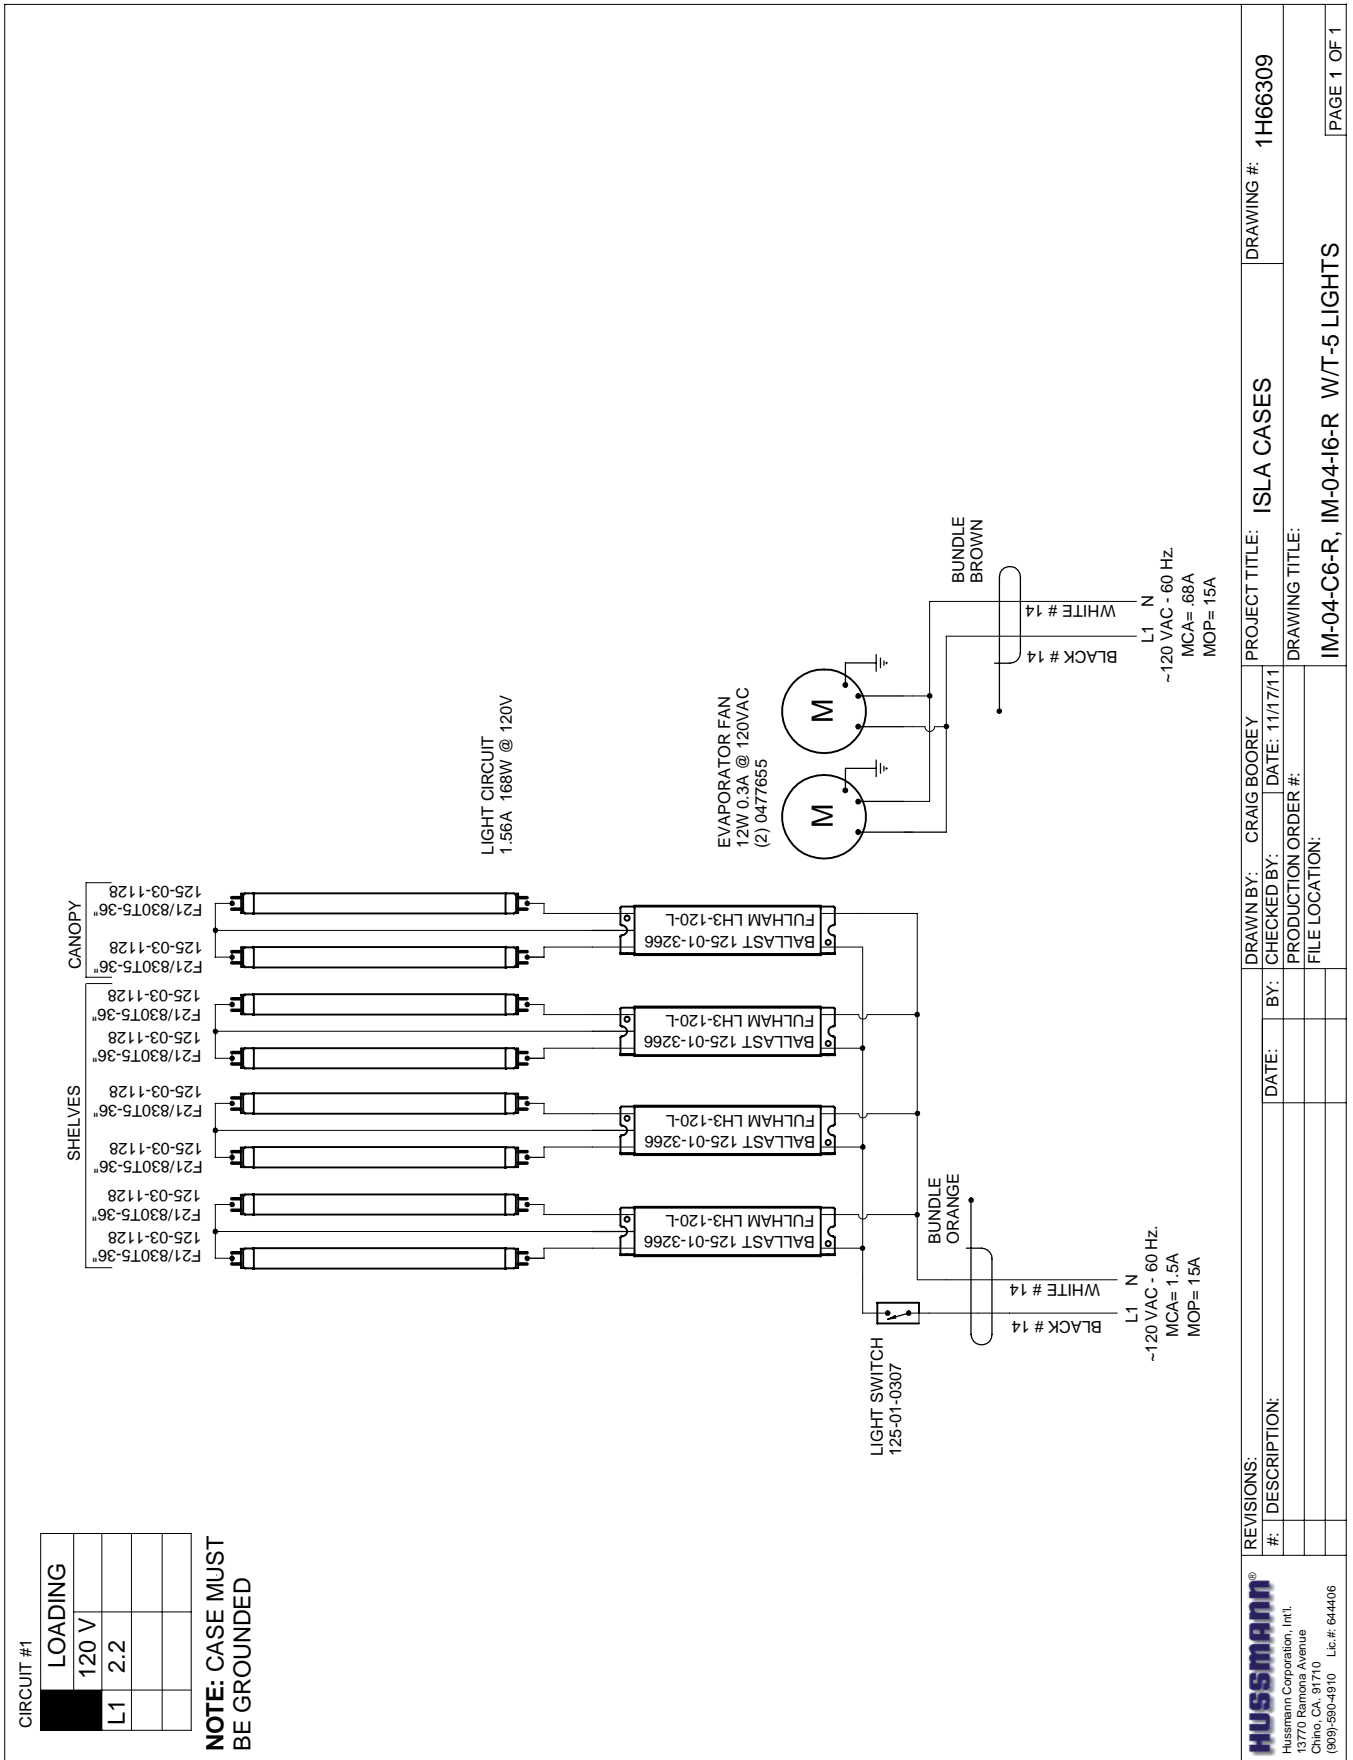 CIRCUIT #1
LOADING
120 V
L1 2.2
NOTE: CASE MUST
BE GROUNDED
SHELVES
CANOPY
F21/830T5-36"
125-03-1128
F21/830T5-36"
125-03-1128
F21/830T5-36"
125-03-1128
F21/830T5-36"
125-03-1128
F21/830T5-36"
125-03-1128
F21/830T5-36"
125-03-1128
F21/830T5-36"
125-03-1128
F21/830T5-36"
125-03-1128
LIGHT CIRCUIT
1.56A 168W @ 120V
BALLAST 125-01-3266
FULHAM LH3-120-L
BALLAST 125-01-3266
FULHAM LH3-120-L
BALLAST 125-01-3266
FULHAM LH3-120-L
BALLAST 125-01-3266
FULHAM LH3-120-L
EVAPORATOR FAN
12W 0.3A @ 120VAC
(2) 0477655
M
M
LIGHT SWITCH
125-01-0307
BUNDLE
ORANGE
BLACK # 14
WHITE # 14
L1 N
~120 VAC - 60 Hz.
MCA= 1.5A
MOP= 15A
BUNDLE
BROWN
BLACK # 14
WHITE # 14
L1 N
~120 VAC - 60 Hz.
MCA= .68A
MOP= 15A
HUSSMANN®
Hussmann Corporation, Int'l.
13770 Ramona Avenue
Chino, CA. 91710
(909)-590-4910 Lic.#: 644406
REVISIONS:
#: DESCRIPTION: DATE: BY:
DRAWN BY: CRAIG BOOREY
CHECKED BY: DATE: 11/17/11
PRODUCTION ORDER #:
FILE LOCATION:
PROJECT TITLE: ISLA CASES
DRAWING #: 1H66309
DRAWING TITLE:
IM-04-C6-R, IM-04-I6-R W/T-5 LIGHTS
PAGE 1 OF 1